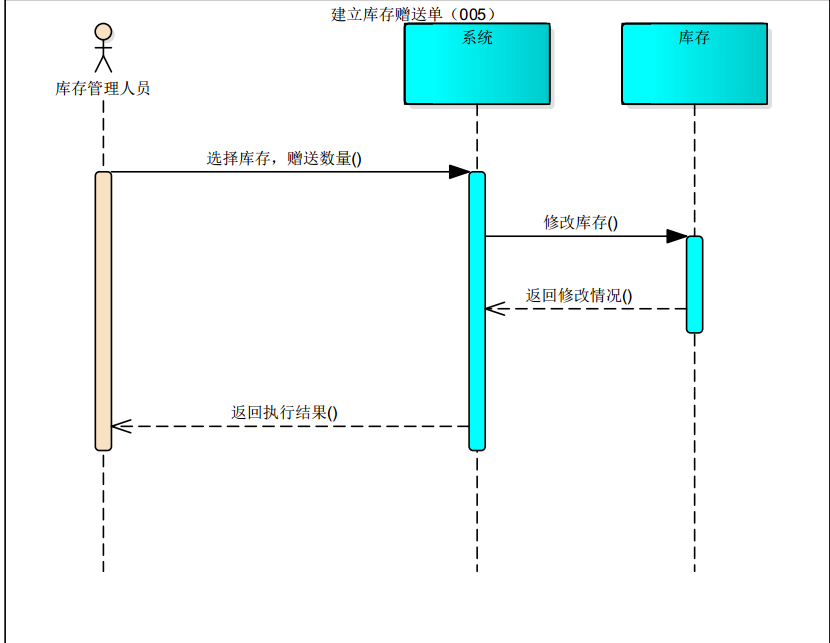 建立库存赠送单（005）
系统
库存
库存管理人员
选择库存，赠送数量()
修改库存()
返回修改情况()
返回执行结果()